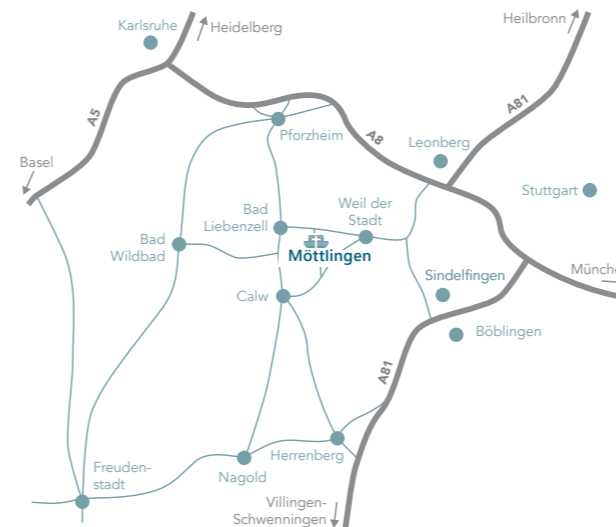 Karlsruhe
Heidelberg
Heilbronn
A5
A81
A8
Pforzheim
Leonberg
Basel
Stuttgart
Bad
Liebenzell
Weil der
Stadt
Bad
Wildbad
Möttlingen
Münche
Sindelfingen
Calw
Böblingen
A81
Herrenberg
Freuden-
stadt
Nagold
Villingen-
Schwenningen